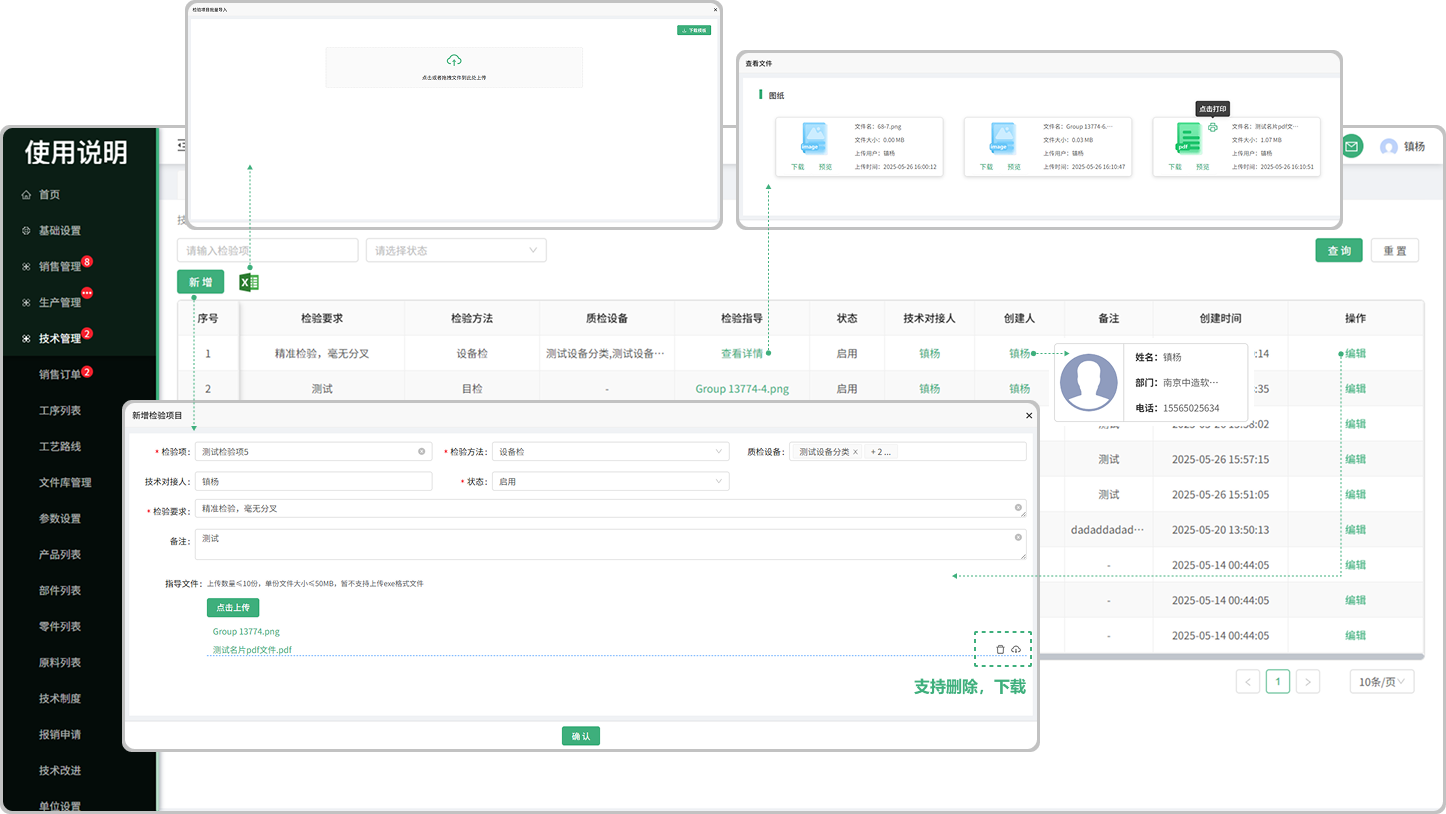 检验项目批量导入
下载模板
点击或者拖拽文件到此处上传
查看文件
图纸
点击打印
image
文件名：68-7.png
文件大小：0.00 MB
上传用户：镇杨
上传时间：2025-05-26 16:00:12
下载 预览
image
文件名：Group 13774-6.···
文件大小：0.03 MB
上传用户：镇杨
上传时间：2025-05-26 16:10:47
下载 预览
pdf
文件名：测试名片pdf文···
文件大小：1.07 MB
上传用户：镇杨
上传时间：2025-05-26 16:10:51
下载 预览
使用说明
首页
基础设置
销售管理 8
生产管理 ···
技术管理 2
销售订单 2
工序列表
工艺路线
文件库管理
参数设置
产品列表
部件列表
零件列表
原料列表
技术制度
报销申请
技术改进
单位设置
镇杨
请输入检验项
请选择状态
查 询 重 置
新 增
序号 检验要求 检验方法 质检设备 检验指导 状态 技术对接人 创建人 备注 创建时间 操作
1 精准检验，毫无分叉 设备检 测试设备分类,测试设备··· 查看详情 启用 镇杨 镇杨 :14 编辑
2 测试 目检 - Group 13774-4.png 启用 镇杨 镇杨 :35 编辑
姓名：镇杨
部门：南京中造软···
电话：15565025634
编辑
测试 2025-05-26 15:57:15 编辑
测试 2025-05-26 15:51:05 编辑
dadaddadad··· 2025-05-20 13:50:13 编辑
- 2025-05-14 00:44:05 编辑
- 2025-05-14 00:44:05 编辑
- 2025-05-14 00:44:05 编辑
< 1 > 10条/页
新增检验项目
* 检验项： 测试检验项5
* 检验方法： 设备检
质检设备： 测试设备分类 × + 2 ...
技术对接人： 镇杨
* 状态： 启用
* 检验要求： 精准检验，毫无分叉
备注： 测试
指导文件：上传数量≤10份，单份文件大小≤50MB，暂不支持上传exe格式文件
点击上传
Group 13774.png
测试名片pdf文件.pdf
支持删除，下载
确 认